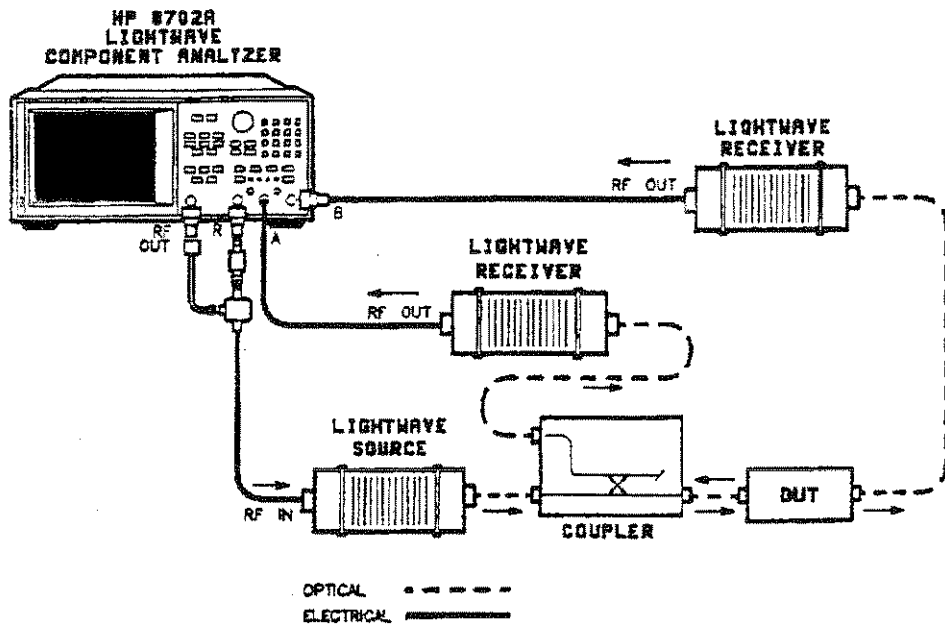 HP 8702A
LIGHTWAVE
COMPONENT ANALYZER
LIGHTWAVE
RECEIVER
RF OUT
B
RF
OUT
R
A
LIGHTWAVE
RECEIVER
RF OUT
LIGHTWAVE
SOURCE
RF IN
COUPLER
DUT
OPTICAL
ELECTRICAL